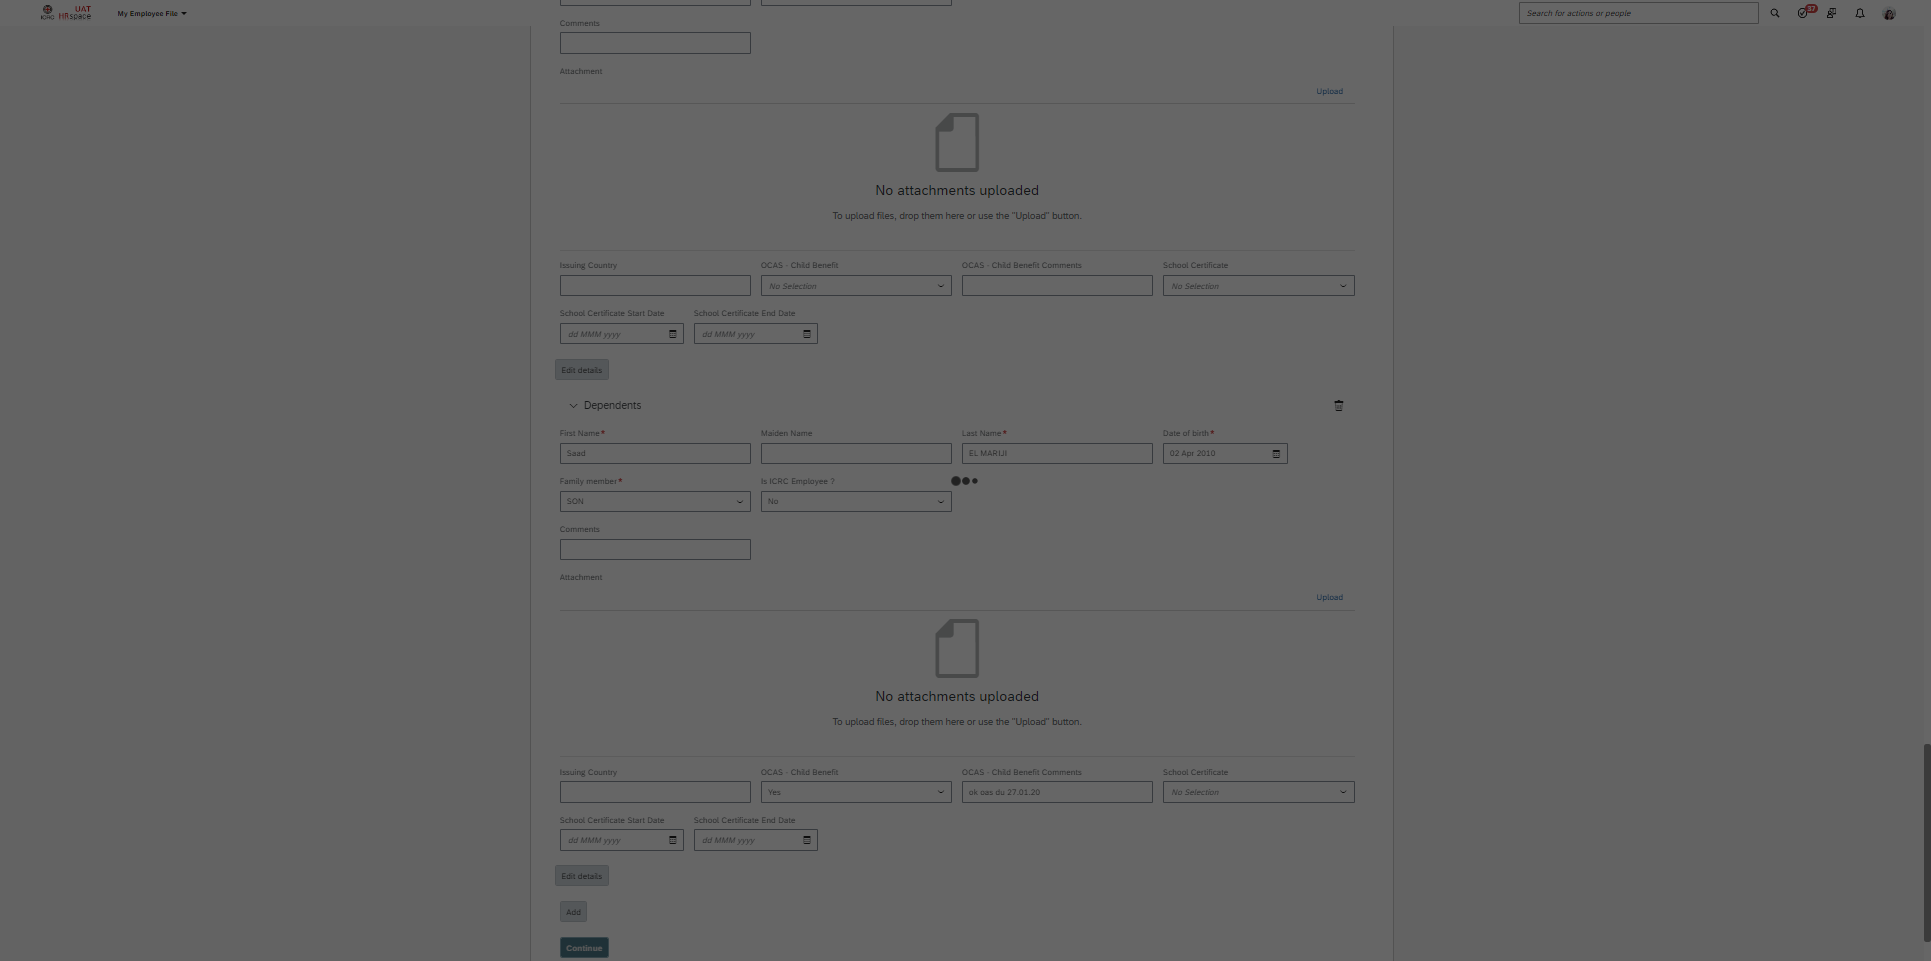 ICRC UAT HRspace My Employee File Search for actions or people 37
Comments
Attachment
Upload
No attachments uploaded
To upload files, drop them here or use the "Upload" button.
Issuing Country OCAS - Child Benefit OCAS - Child Benefit Comments School Certificate
No Selection No Selection
School Certificate Start Date School Certificate End Date
dd MMM yyyy dd MMM yyyy
Edit details
Dependents
First Name* Maiden Name Last Name* Date of birth*
Saad EL MARIJI 02 Apr 2010
Family member* Is ICRC Employee ?
SON No
Comments
Attachment
Upload
No attachments uploaded
To upload files, drop them here or use the "Upload" button.
Issuing Country OCAS - Child Benefit OCAS - Child Benefit Comments School Certificate
Yes ok oas du 27.01.20 No Selection
School Certificate Start Date School Certificate End Date
dd MMM yyyy dd MMM yyyy
Edit details
Add
Continue